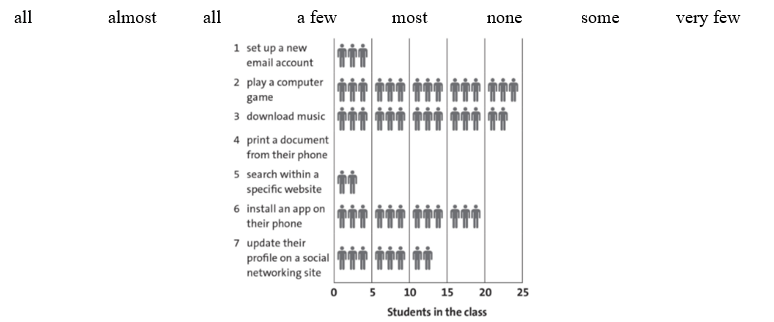 all almost all a few most none some very few
1 set up a new
email account
2 play a computer
game
3 download music
4 print a document
from their phone
5 search within a
specific website
6 install an app on
their phone
7 update their
profile on a social
networking site
0 5 10 15 20 25
Students in the class